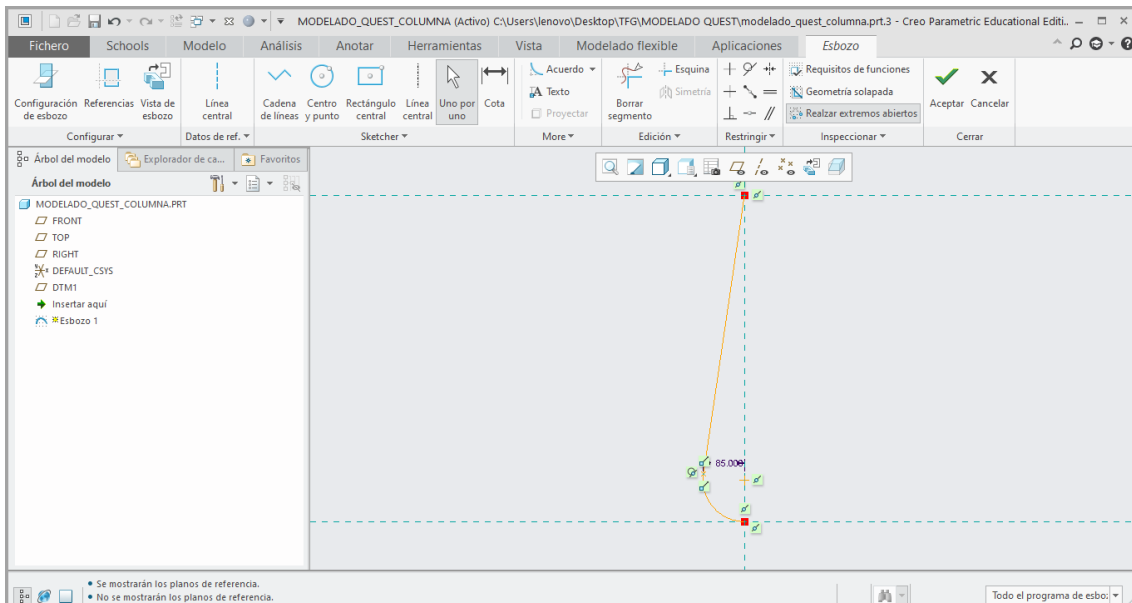 MODELADO_QUEST_COLUMNA (Activo) C:\Users\lenovo\Desktop\TFG\MODELADO QUEST\modelado_quest_columna.prt.3 - Creo Parametric Educational Editi..
Fichero Schools Modelo Análisis Anotar Herramientas Vista Modelado flexible Aplicaciones Esbozo
Configuración de esbozo
Referencias
Vista de esbozo
Línea central
Cadena de líneas
Centro y punto
Rectángulo central
Línea central
Uno por uno
Cota
Acuerdo
Texto
Proyectar
Borrar segmento
Esquina
Simetría
Requisitos de funciones
Geometría solapada
Realzar extremos abiertos
Aceptar Cancelar
Configurar Datos de ref. Sketcher More Edición Restringir Inspeccionar Cerrar
Árbol del modelo Explorador de ca... Favoritos
Árbol del modelo
MODELADO_QUEST_COLUMNA.PRT
FRONT
TOP
RIGHT
DEFAULT_CSYS
DTM1
Insertar aquí
Esbozo 1
85.000
• Se mostrarán los planos de referencia.
• No se mostrarán los planos de referencia.
Todo el programa de esbo: